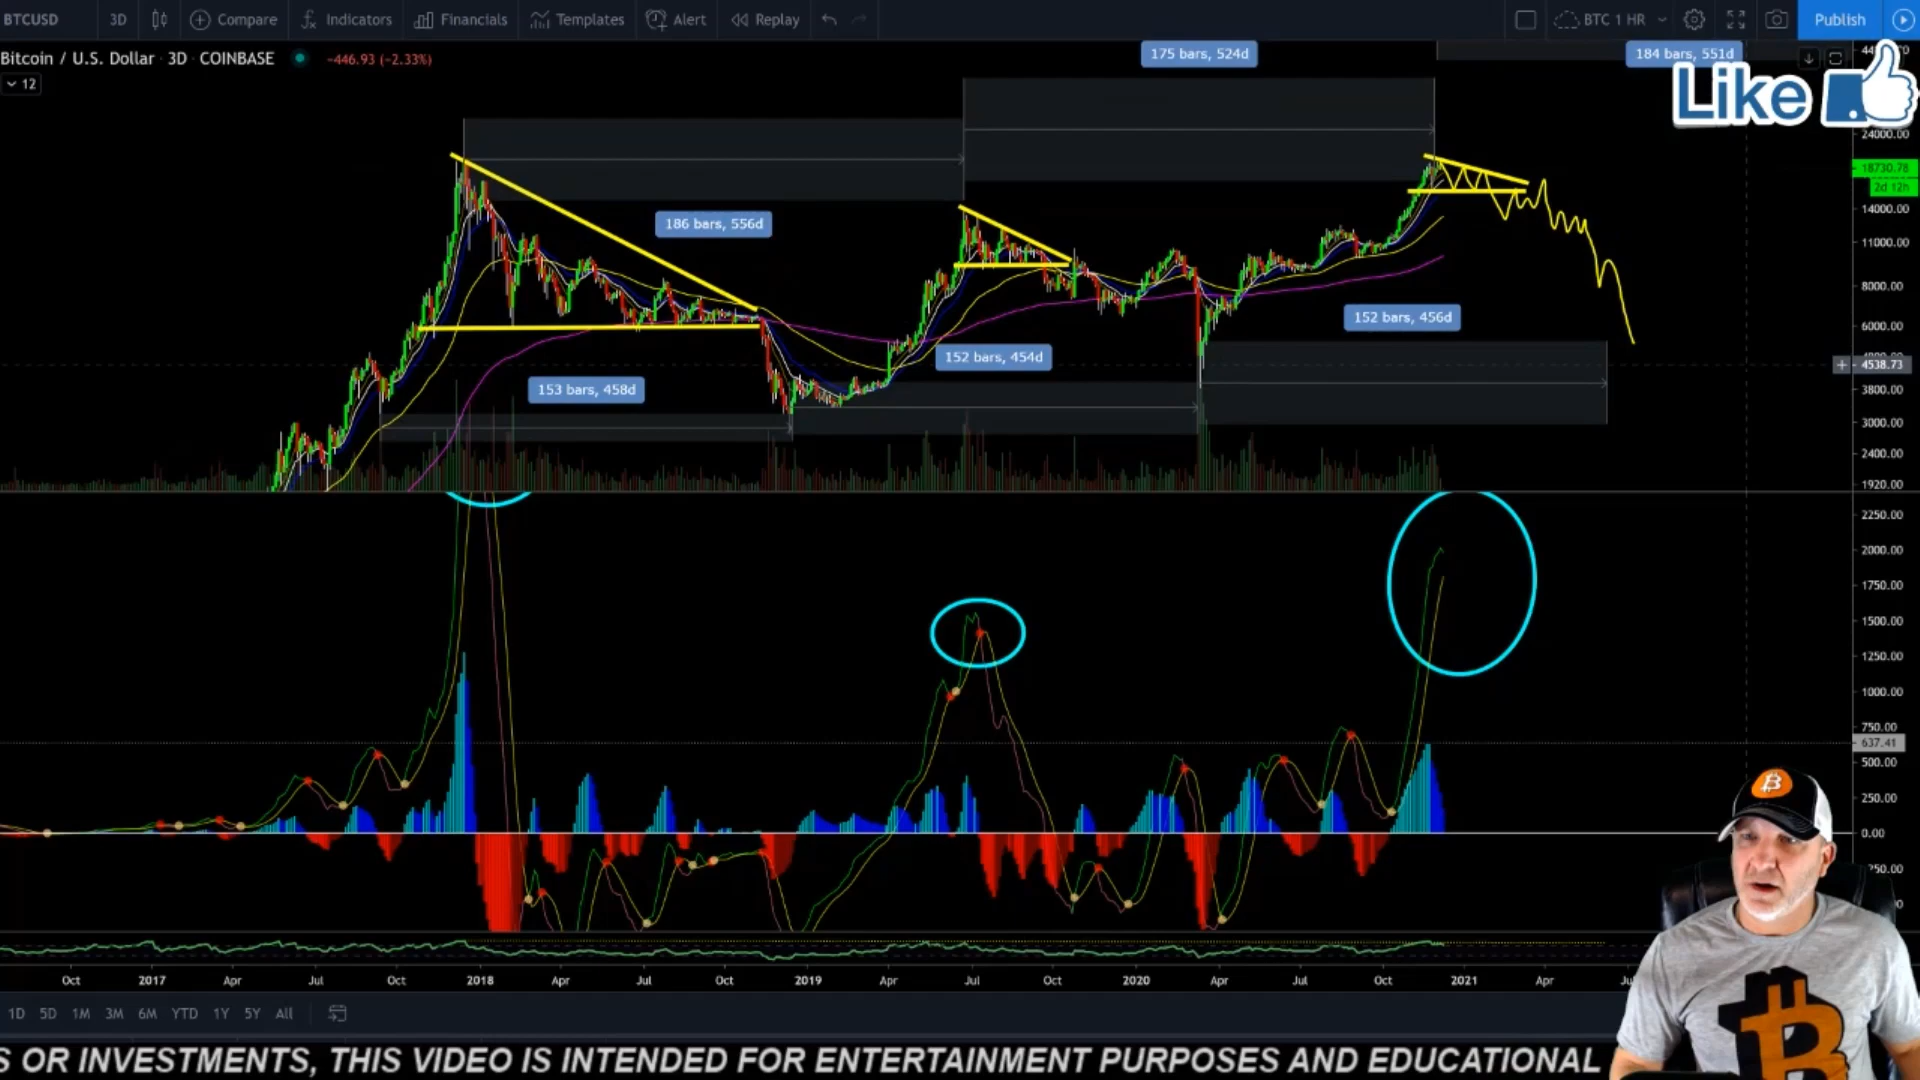 BTCUSD 3D Compare Indicators Financials Templates Alert Replay BTC 1 HR Publish
Bitcoin / U.S. Dollar · 3D · COINBASE −446.93 (−2.33%)
12
175 bars, 524d
184 bars, 551d
Like
24000.00
18730.78
2d 12h
14000.00
186 bars, 556d
11000.00
8000.00
152 bars, 456d
6000.00
152 bars, 454d
4538.73
153 bars, 458d
3800.00
3000.00
2400.00
1920.00
2250.00
2000.00
1750.00
1500.00
1250.00
1000.00
750.00
637.41
500.00
250.00
0.00
Oct 2017 Apr Jul Oct 2018 Apr Jul Oct 2019 Apr Jul Oct 2020 Apr Jul Oct 2021 Apr
1D 5D 1M 3M 6M YTD 1Y 5Y All
S OR INVESTMENTS, THIS VIDEO IS INTENDED FOR ENTERTAINMENT PURPOSES AND EDUCATIONAL